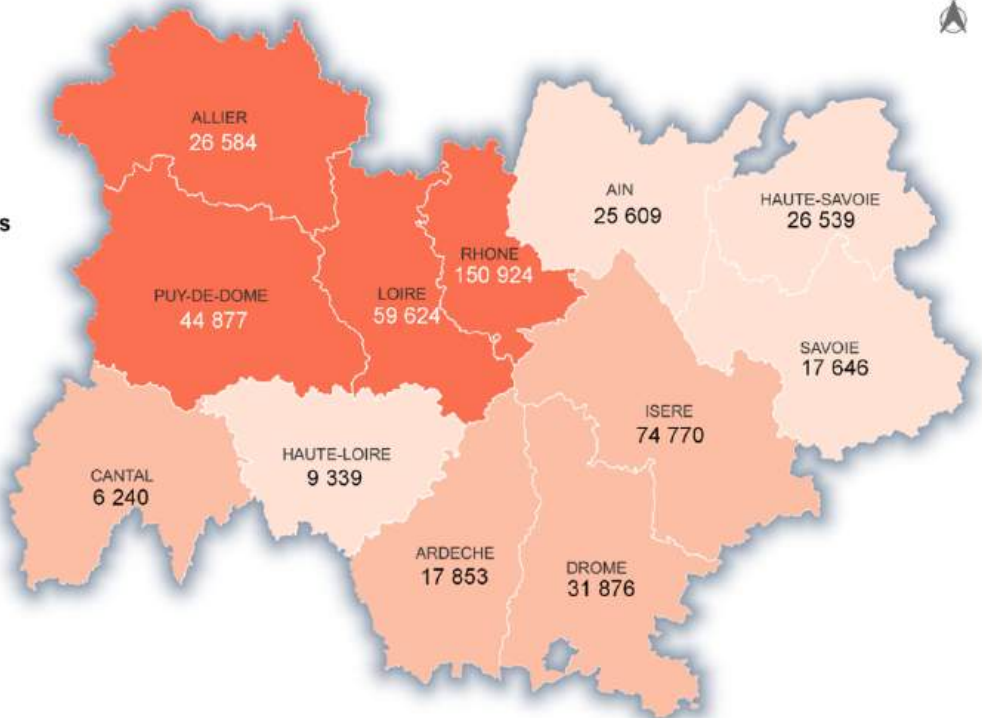 ALLIER
26 584
AIN
25 609
HAUTE-SAVOIE
26 539
s
RHONE
150 924
PUY-DE-DOME
44 877
LOIRE
59 624
SAVOIE
17 646
ISERE
74 770
HAUTE-LOIRE
9 339
CANTAL
6 240
ARDECHE
17 853
DROME
31 876